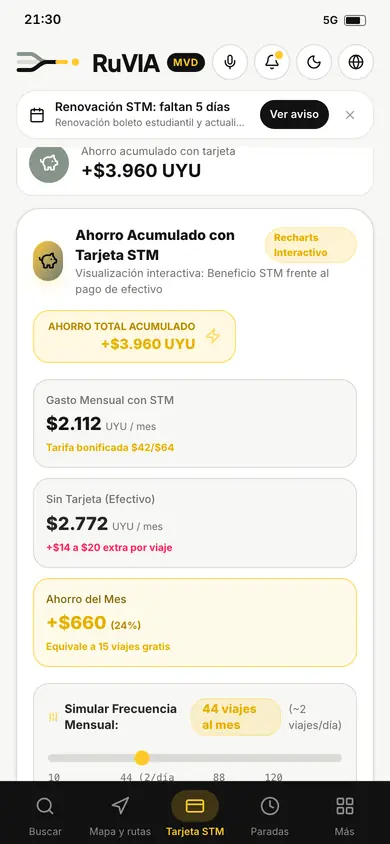 21:30
5G
RuVIA MVD
Renovación STM: faltan 5 días
Renovación boleto estudiantil y actuali...
Ver aviso
Ahorro acumulado con tarjeta
+$3.960 UYU
Ahorro Acumulado con
Tarjeta STM
Recharts
Interactivo
Visualización interactiva: Beneficio STM frente al
pago de efectivo
AHORRO TOTAL ACUMULADO
+$3.960 UYU
Gasto Mensual con STM
$2.112 UYU / mes
Tarifa bonificada $42/$64
Sin Tarjeta (Efectivo)
$2.772 UYU / mes
+$14 a $20 extra por viaje
Ahorro del Mes
+$660 (24%)
Equivale a 15 viajes gratis
Simular Frecuencia
Mensual:
44 viajes
al mes
(~2
viajes/día)
10 44 (2/día 88 120
Buscar
Mapa y rutas
Tarjeta STM
Paradas
Más